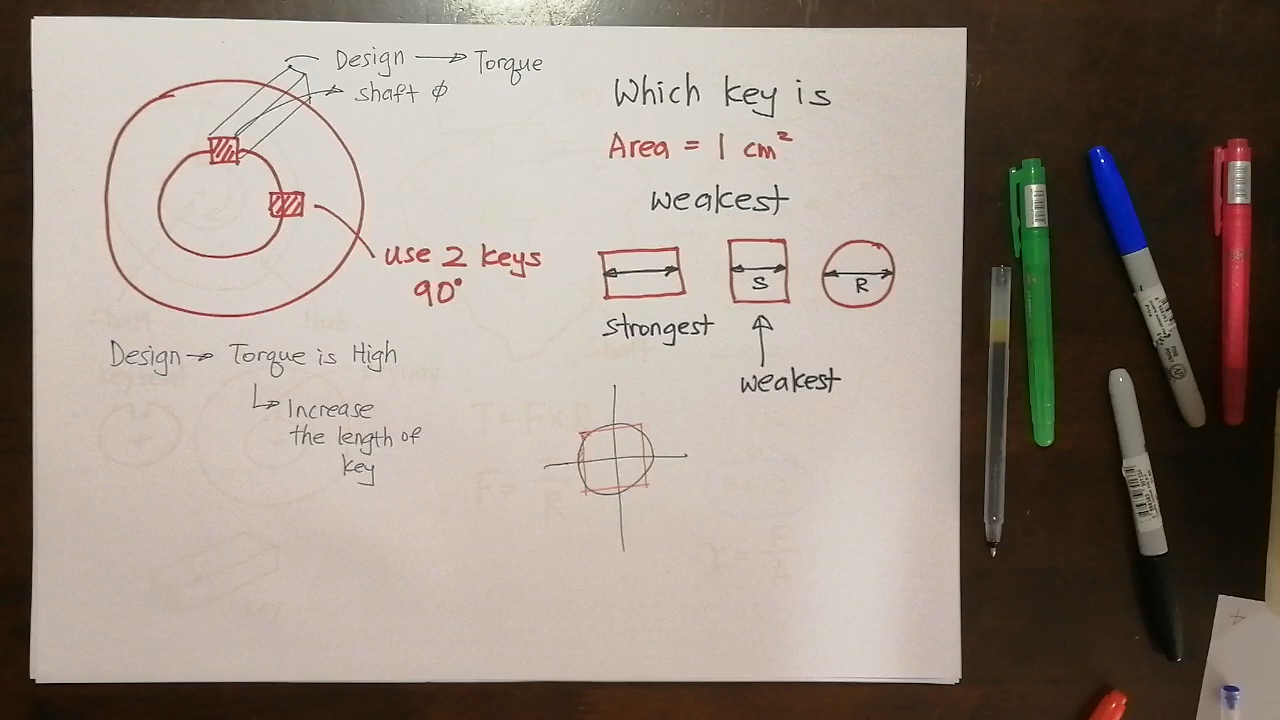 Design → Torque
shaft φ
Which key is
Area = 1 cm²
weakest
use 2 keys
90°
S
R
strongest
weakest
Design → Torque is High
Increase
the length of
key